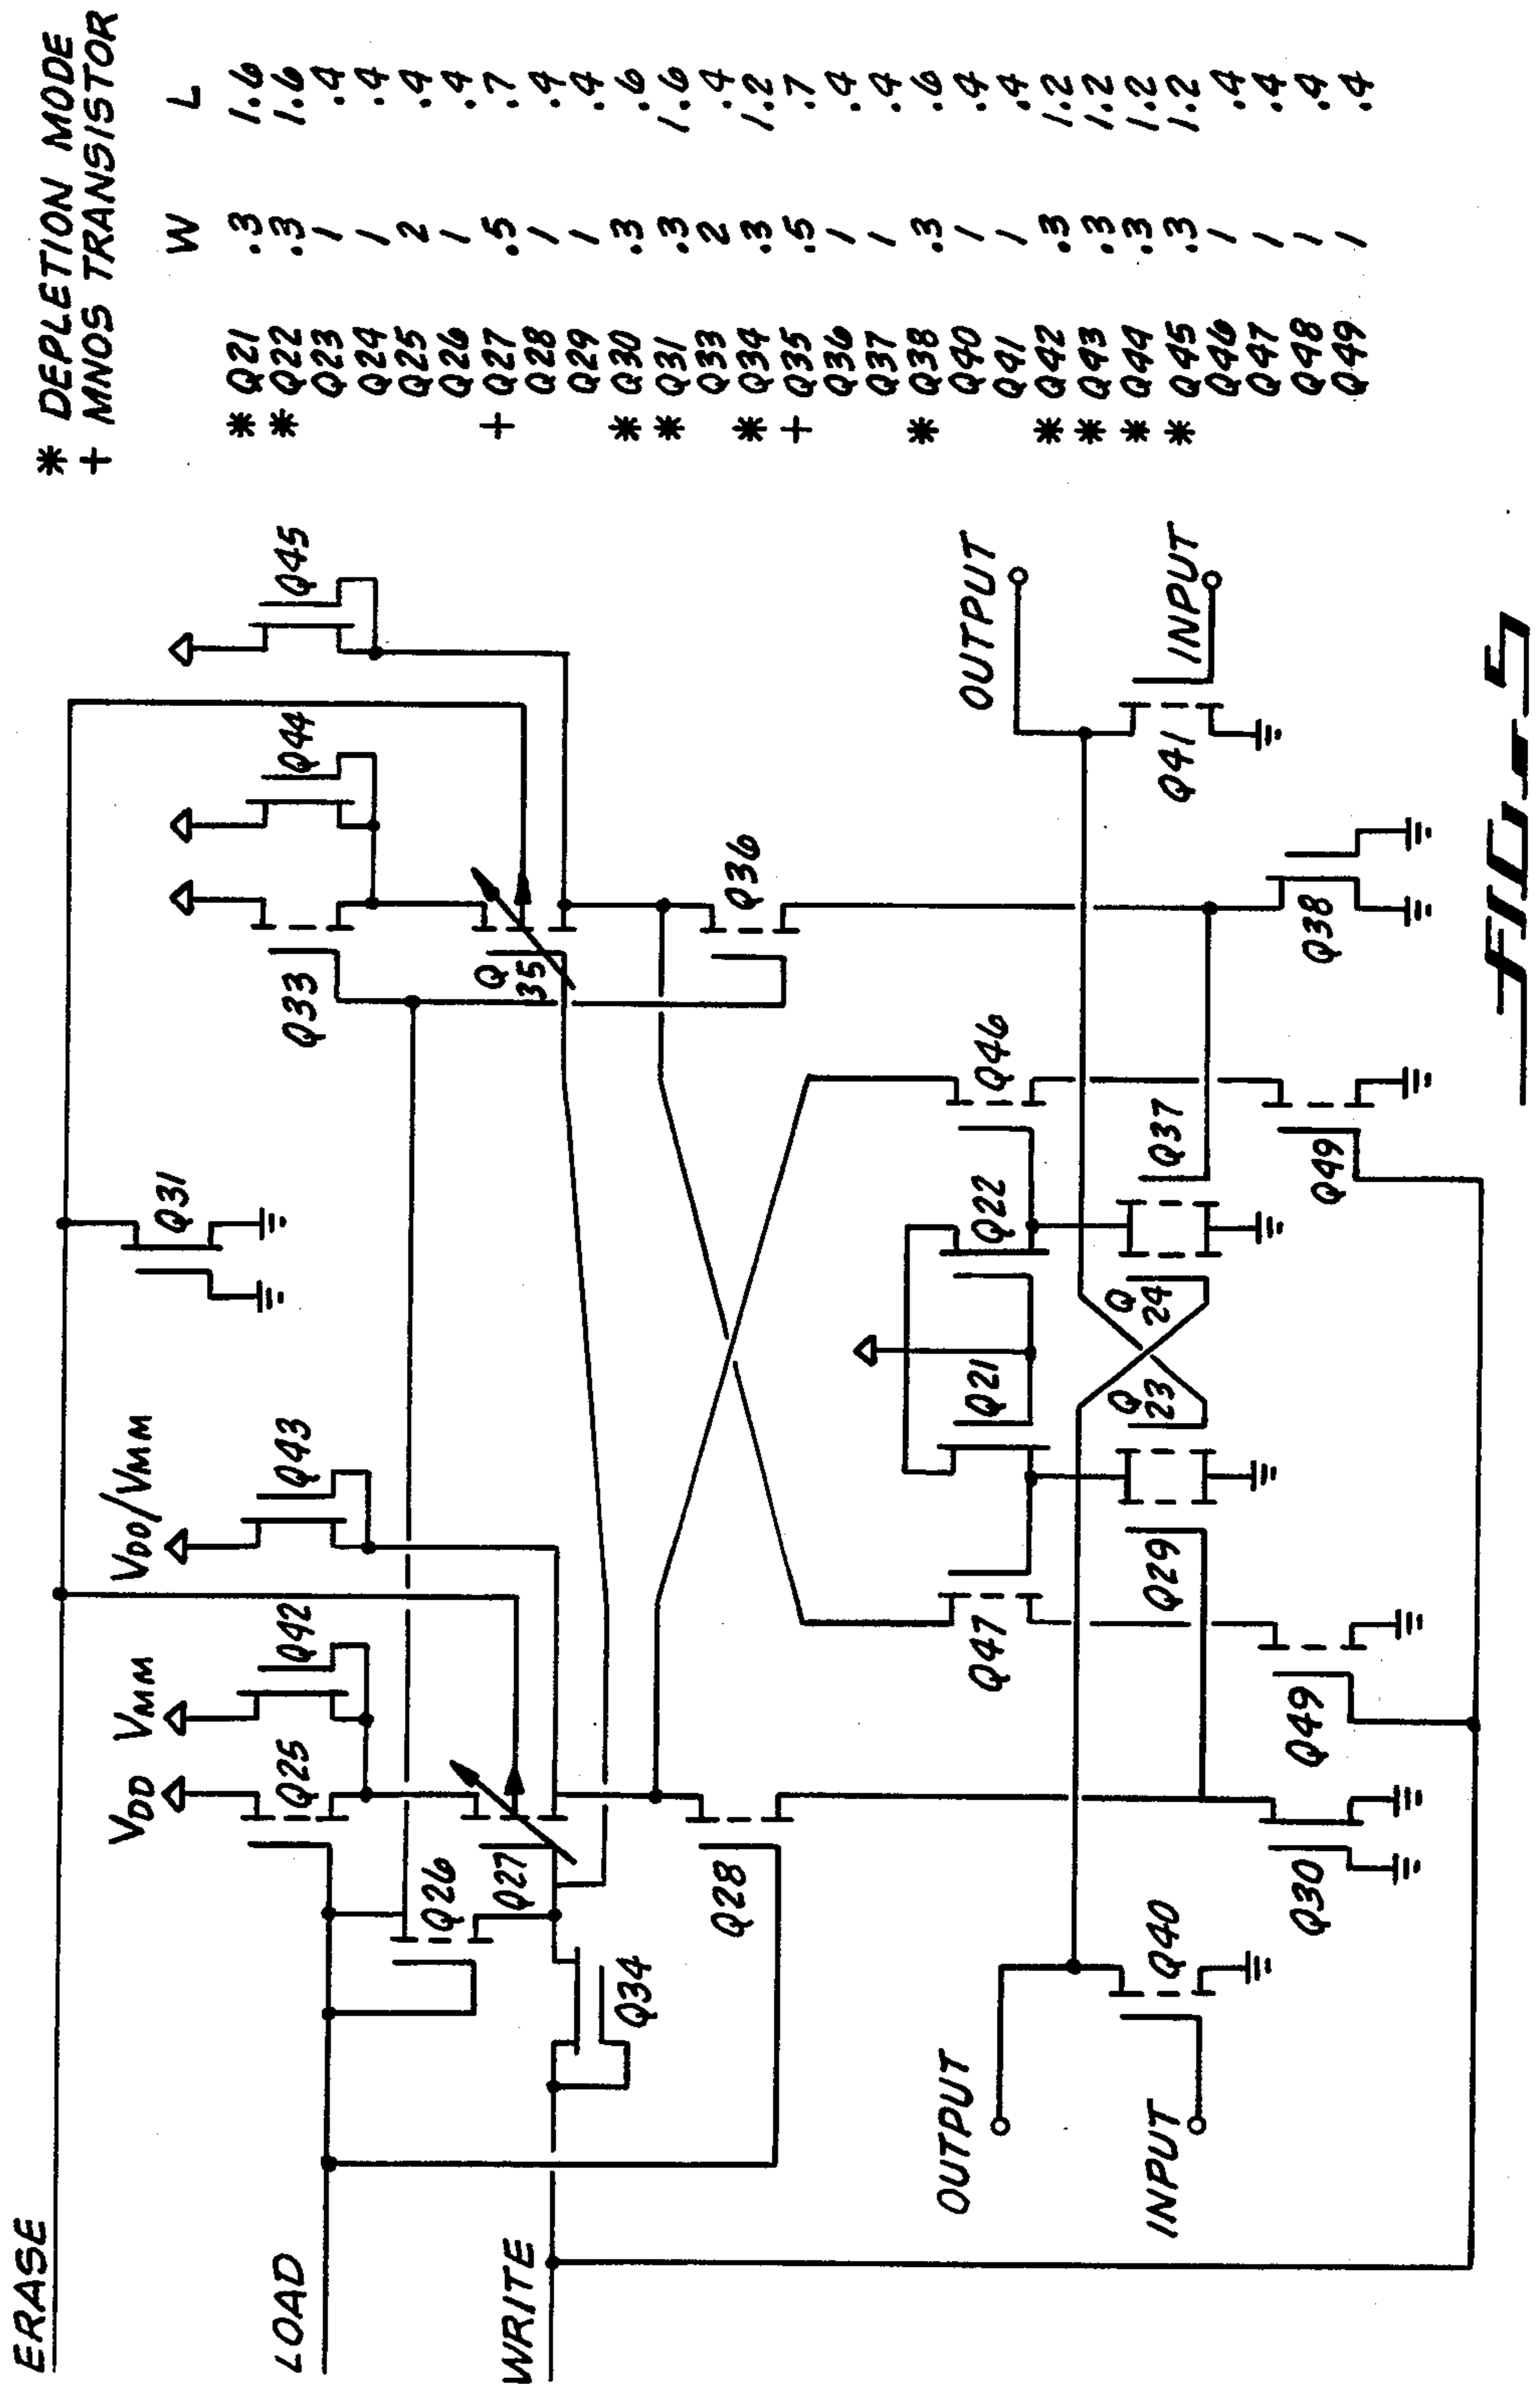 ERASE
LOAD
WRITE
VDD
VMM
VDD/VMM
Q25
Q42
Q43
Q31
Q33
Q44
Q45
Q26
Q27
Q34
Q28
Q35
Q36
OUTPUT
INPUT
Q40
Q30
Q47
Q49
Q29
Q21
Q22
Q23
Q24
Q46
Q37
Q49
Q38
Q41
OUTPUT
INPUT
* DEPLETION MODE
+ MNOS TRANSISTOR
W L
* Q21 .3 1.6
* Q22 .3 1.6
Q23 1 .4
Q24 1 .4
Q25 2 .4
Q26 1 .4
+ Q27 .5 .7
Q28 1 .4
Q29 1 .4
* Q30 .3 .6
* Q31 .3 1.6
Q33 2 .4
* Q34 .3 1.2
+ Q35 .5 .7
Q36 1 .4
Q37 1 .4
* Q38 .3 .6
Q40 1 .4
Q41 1 .4
* Q42 .3 1.2
* Q43 .3 1.2
* Q44 .3 1.2
* Q45 .3 1.2
Q46 1 .4
Q47 1 .4
Q48 1 .4
Q49 1 .4
FIG_5